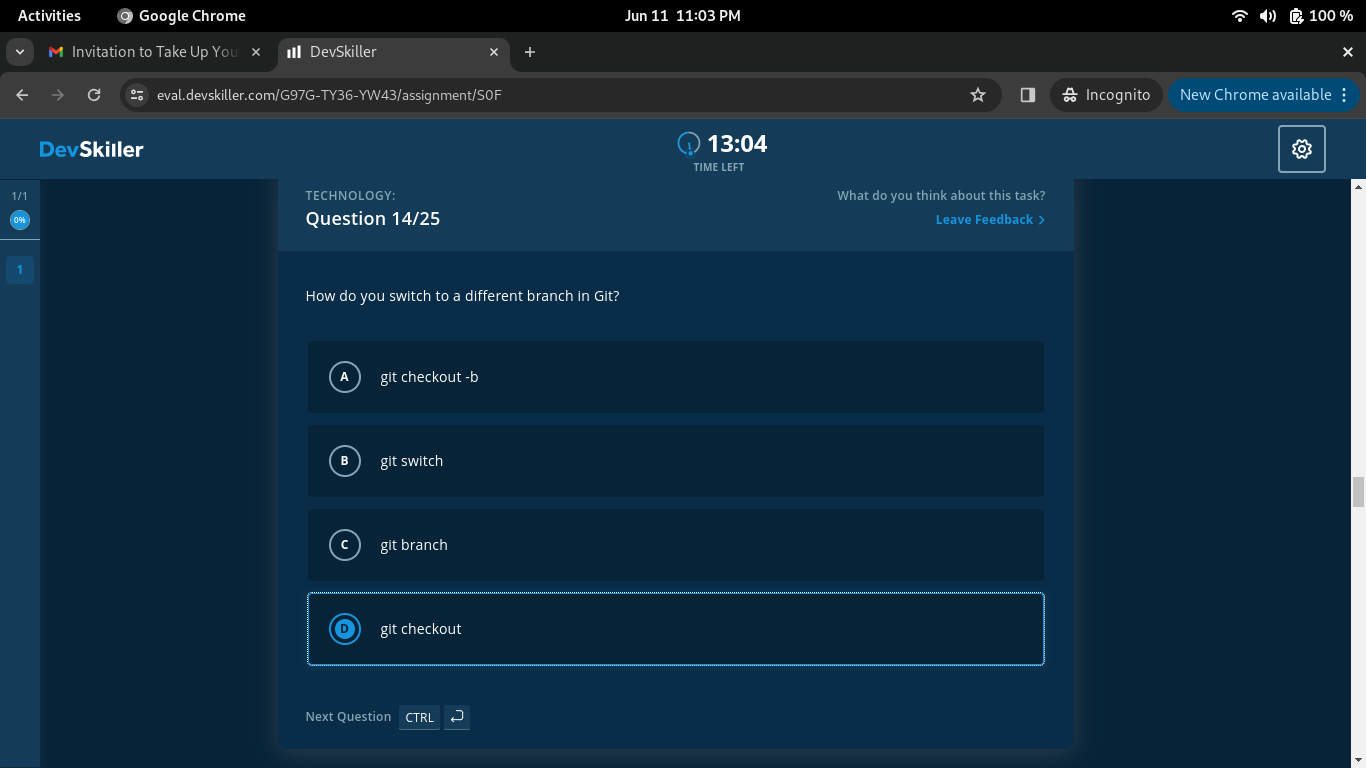 Activities Google Chrome Jun 11 11:03 PM 100 %
Invitation to Take Up You DevSkiller
eval.devskiller.com/G97G-TY36-YW43/assignment/S0F Incognito New Chrome available
DevSkiller 13:04
TIME LEFT
1/1
0%
1
TECHNOLOGY: What do you think about this task?
Question 14/25 Leave Feedback
How do you switch to a different branch in Git?
A git checkout -b
B git switch
C git branch
D git checkout
Next Question CTRL